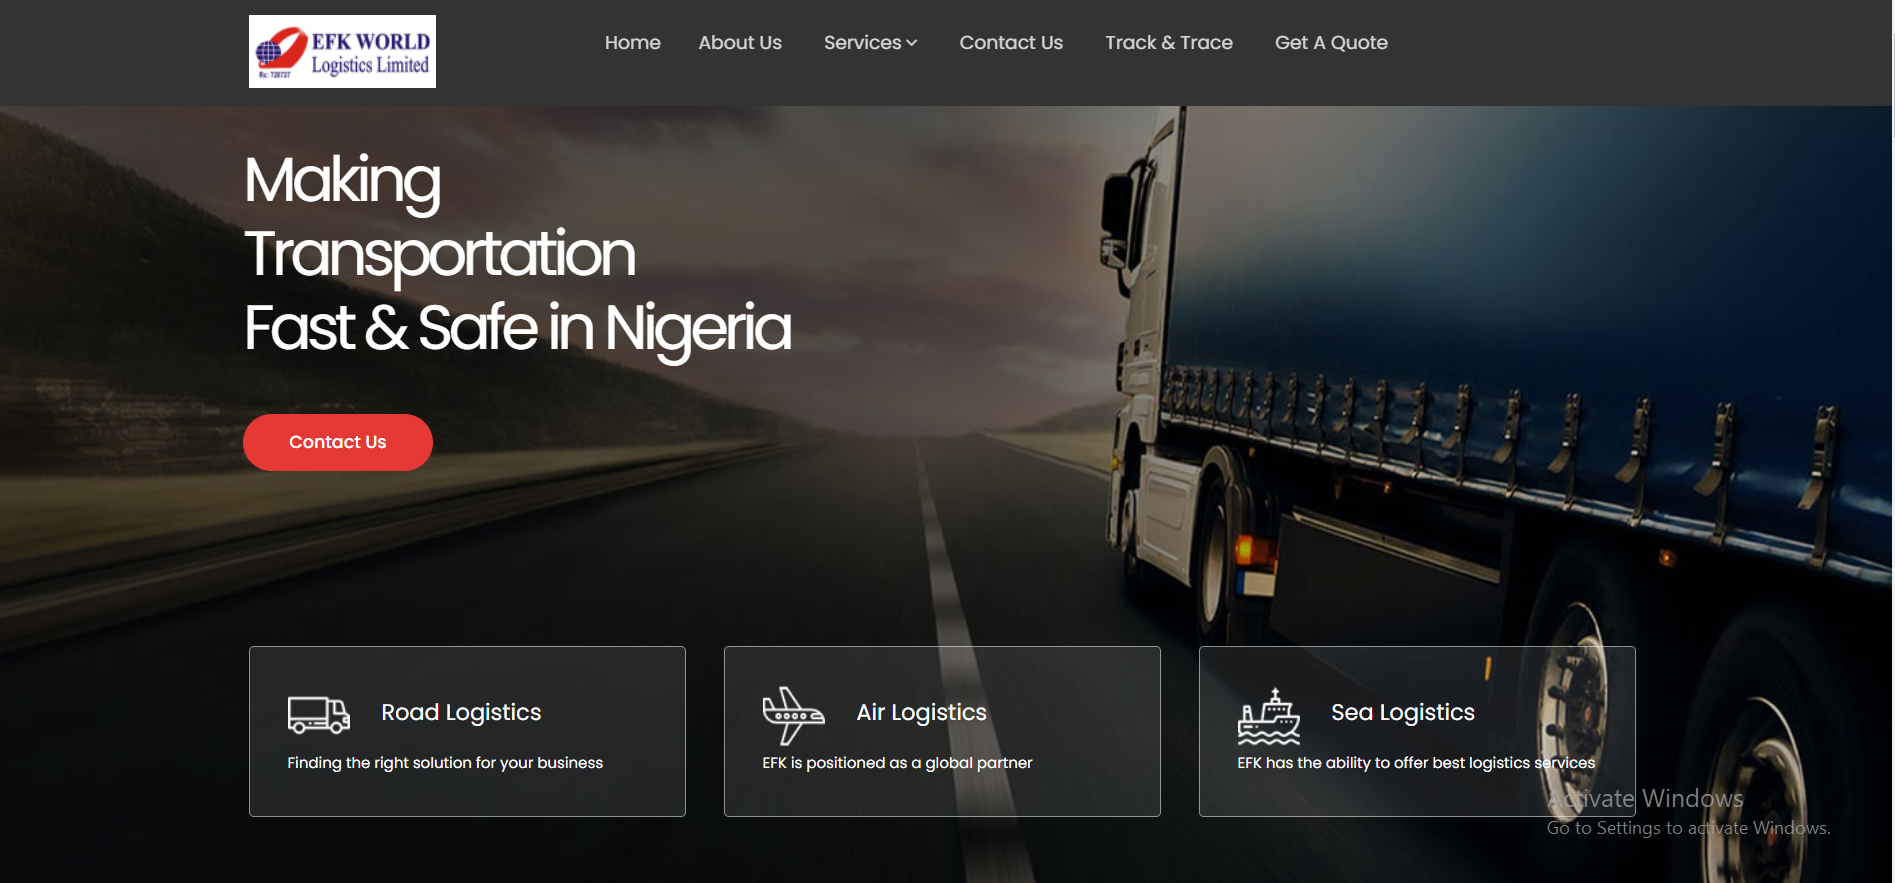 EFK WORLD
Logistics Limited
Rc: 726727
Home
About Us
Services
Contact Us
Track & Trace
Get A Quote
Making
Transportation
Fast & Safe in Nigeria
Contact Us
Road Logistics
Finding the right solution for your business
Air Logistics
EFK is positioned as a global partner
Sea Logistics
EFK has the ability to offer best logistics services
Activate Windows
Go to Settings to activate Windows.